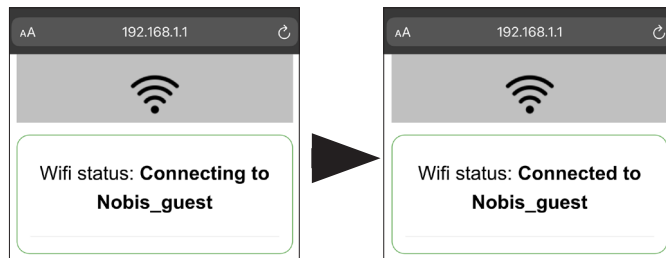 AA 192.168.1.1
Wifi status: Connecting to
Nobis_guest
AA 192.168.1.1
Wifi status: Connected to
Nobis_guest